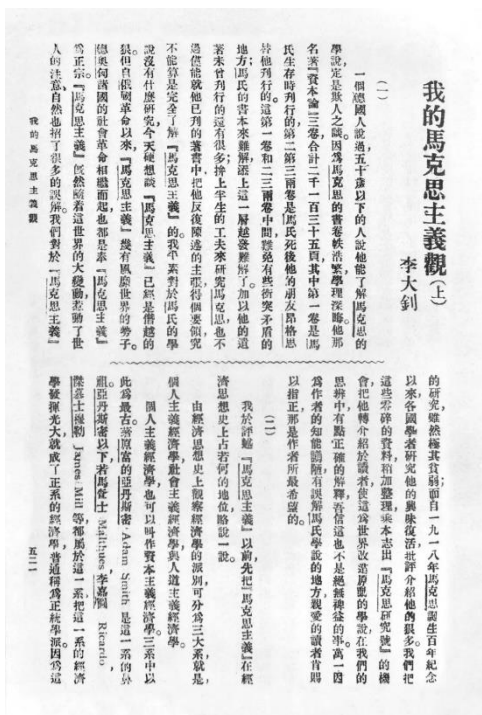 我的馬克思主義觀(上)
李大釗
(一)
一個德國人說過,五十歲以下的人說他能了解馬克思的
學說,定是欺人之談。因爲馬克思的書卷帙浩繁,學理深晦。他那
名著『資本論』三卷,合計二千一百三十五頁,其中第一卷是馬
氏生存時刊行的,第二第三兩卷是馬氏死後他的朋友昂格思
替他刊行的。這第一卷和二三兩卷中間,難免有些衝突矛盾的
地方,馬氏的書本來難解,添上這一層越發難解了。加以他的遺
著未曾刊行的還有很多,拚上半生的工夫來研究馬克思,也不
過僅能就他已刊的著書中,把他反復陳述的主張得個要領,究
不能算是完全了解『馬克思主義』的。我平素對於馬氏的學
說沒有什麼研究,今天硬想談『馬克思主義』已經是僭越的
很。但自俄國革命以來,『馬克思主義』幾有風靡世界的勢子,
德奧匈諸國的社會革命相繼而起,也都是奉『馬克思主義』
爲正宗。『馬克思主義』既然隨着這世界的大變動,惹動了世
人的注意,自然也招了很多的誤解。我們對於『馬克思主義』
的研究,雖然極其貧弱,而自一九一八年馬克思誕生百年紀念
以來,各國學者研究他的興味復活,批評介紹他的很多。我們把
這些零碎的資料,稍加整理,乘本志出『馬克思研究號』的機
會,把他轉介紹於讀者,使這爲世界改造原動的學說,在我們的
思辨中,有點正確的解釋,吾信這也不是絕無裨益的事。萬一因
爲作者的知能譾陋,有誤解馬氏學說的地方,親愛的讀者肯賜
以指正,那是作者所最希望的。
(二)
我於評述『馬克思主義』以前,先把『馬克思主義』在經
濟思想史上占若何的地位,略說一說。
由經濟思想史上觀察經濟學的派別,可分爲三大系,就是
個人主義經濟學,社會主義經濟學與人道主義經濟學。
個人主義經濟學,也可以叫作資本主義經濟學。三系中以
此爲最古。著原富的亞丹斯密 Adam Smith 是這一系的鼻
祖。亞丹斯密以下,若馬查士 Malthues 李嘉圖 Ricardo,
傑慕士穆勒 James Mill 等,都屬於這一系。把這一系的經濟
學發揮光大,就成了正系的經濟學,普通稱爲正統學派。因爲這
我的馬克思主義觀
五二一